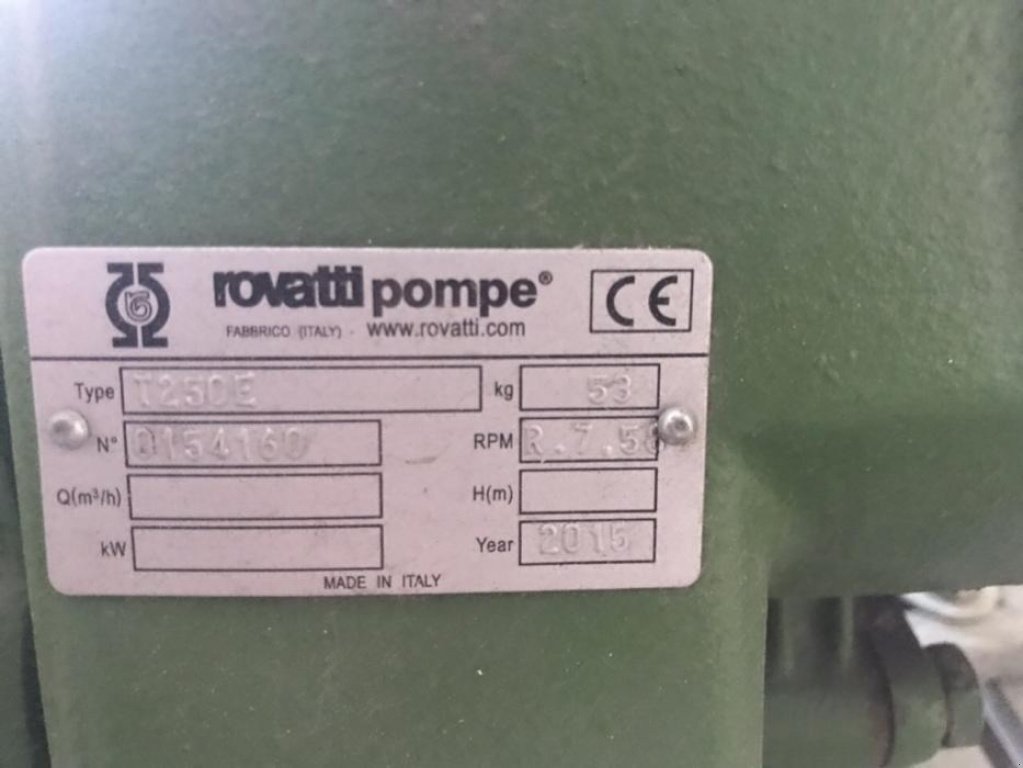 rovatti pompe®
FABBRICO (ITALY) - www.rovatti.com
CE
Type T250E kg 53
N° Q154160 RPM
Q(m³/h) H(m)
kW Year 2015
MADE IN ITALY